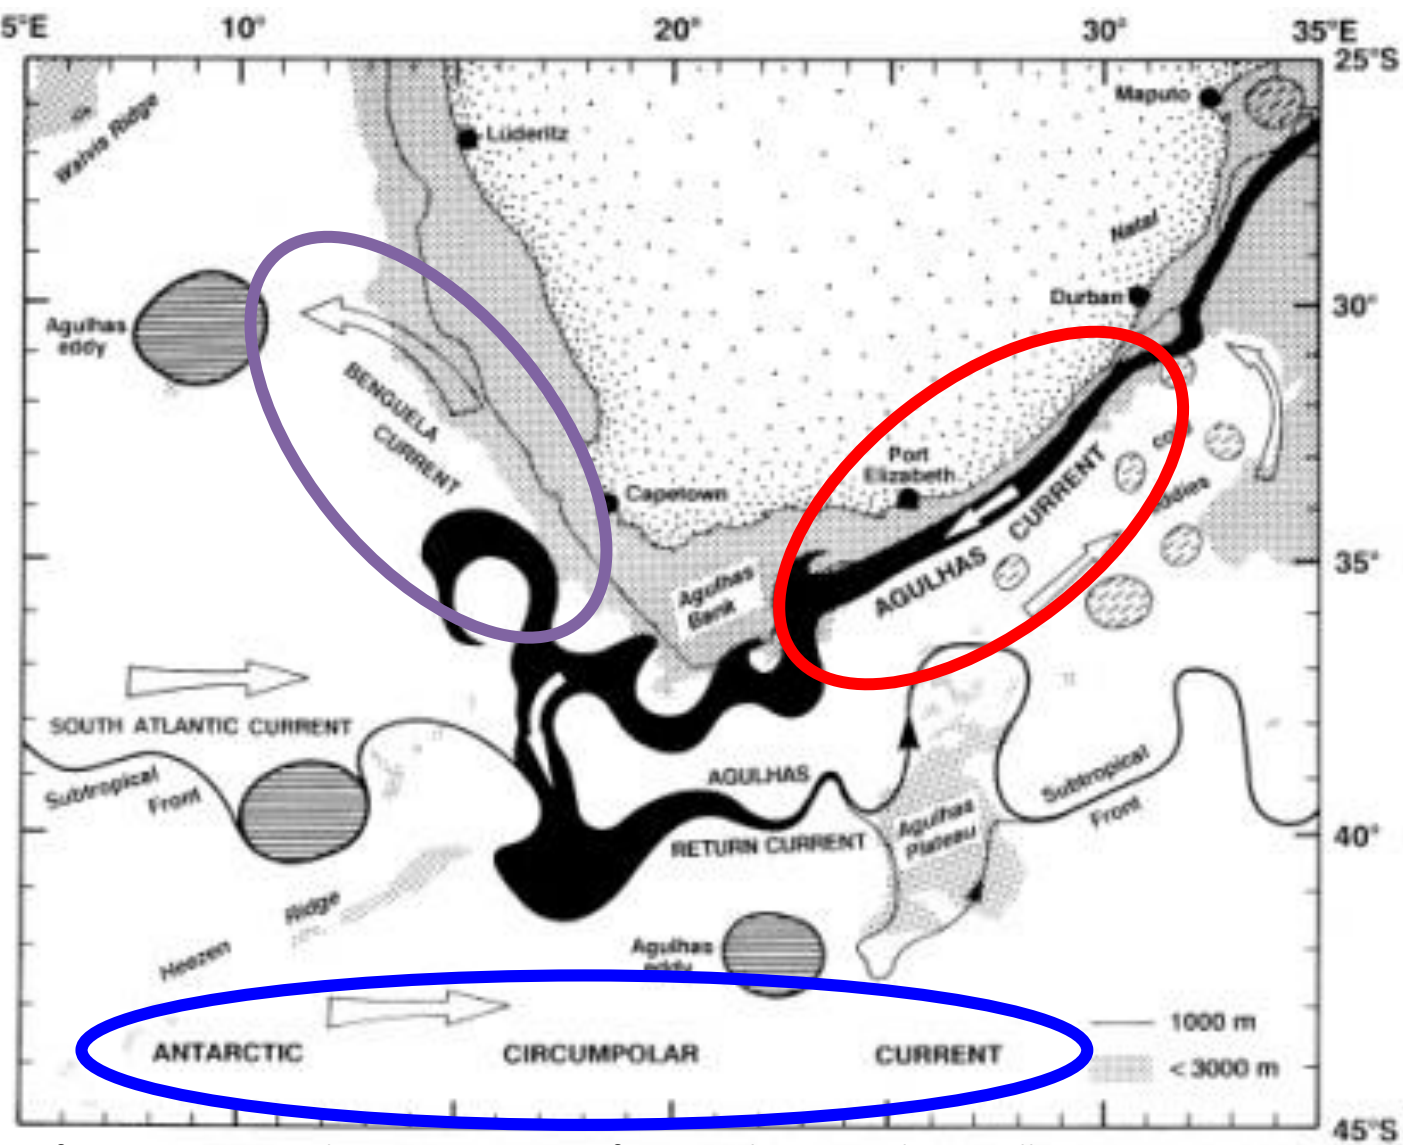 5°E 10° 20° 30° 35°E
25°S
Maputo
Walvis Ridge
Lüderitz
Natal
Durban
30°
Agulhas
eddy
BENGUELA
CURRENT
Port
Elizabeth
Capetown
cold
eddies
AGULHAS CURRENT
35°
Agulhas
Bank
SOUTH ATLANTIC CURRENT
Subtropical
Front
AGULHAS
RETURN CURRENT
Agulhas
Plateau
Subtropical
Front
40°
Heezen Ridge
Agulhas
eddy
1000 m
< 3000 m
ANTARCTIC CIRCUMPOLAR CURRENT
45°S